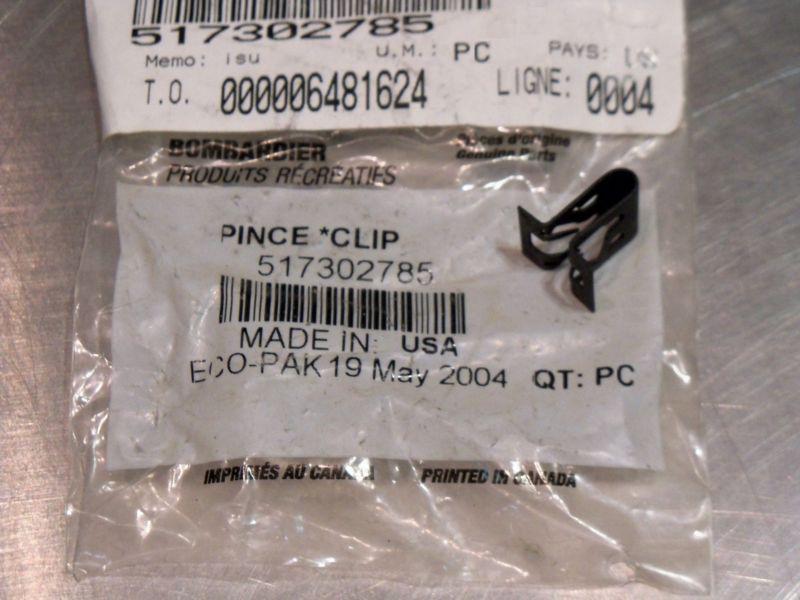 517302785
Memo: isu U.M.: PC PAYS:
T.O. 000006481624 LIGNE: 0004
BOMBARDIER
PRODUITS RÉCRÉATIFS
Pièces d'origine
Genuine Parts
PINCE *CLIP
517302785
MADE IN: USA
ECO-PAK 19 May 2004 QT: PC
IMPRIMÉS AU CANADA PRINTED IN CANADA